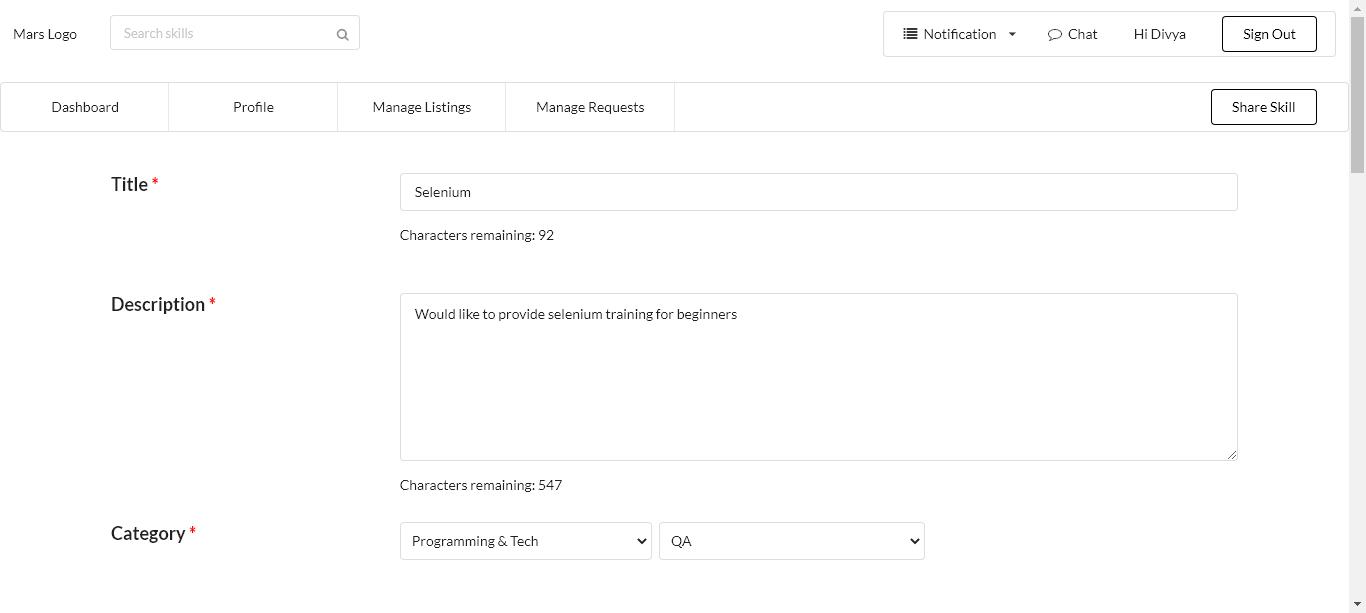 Mars Logo
Search skills
Notification
Chat
Hi Divya
Sign Out
Dashboard
Profile
Manage Listings
Manage Requests
Share Skill
Title *
Selenium
Characters remaining: 92
Description *
Would like to provide selenium training for beginners
Characters remaining: 547
Category *
Programming & Tech
QA